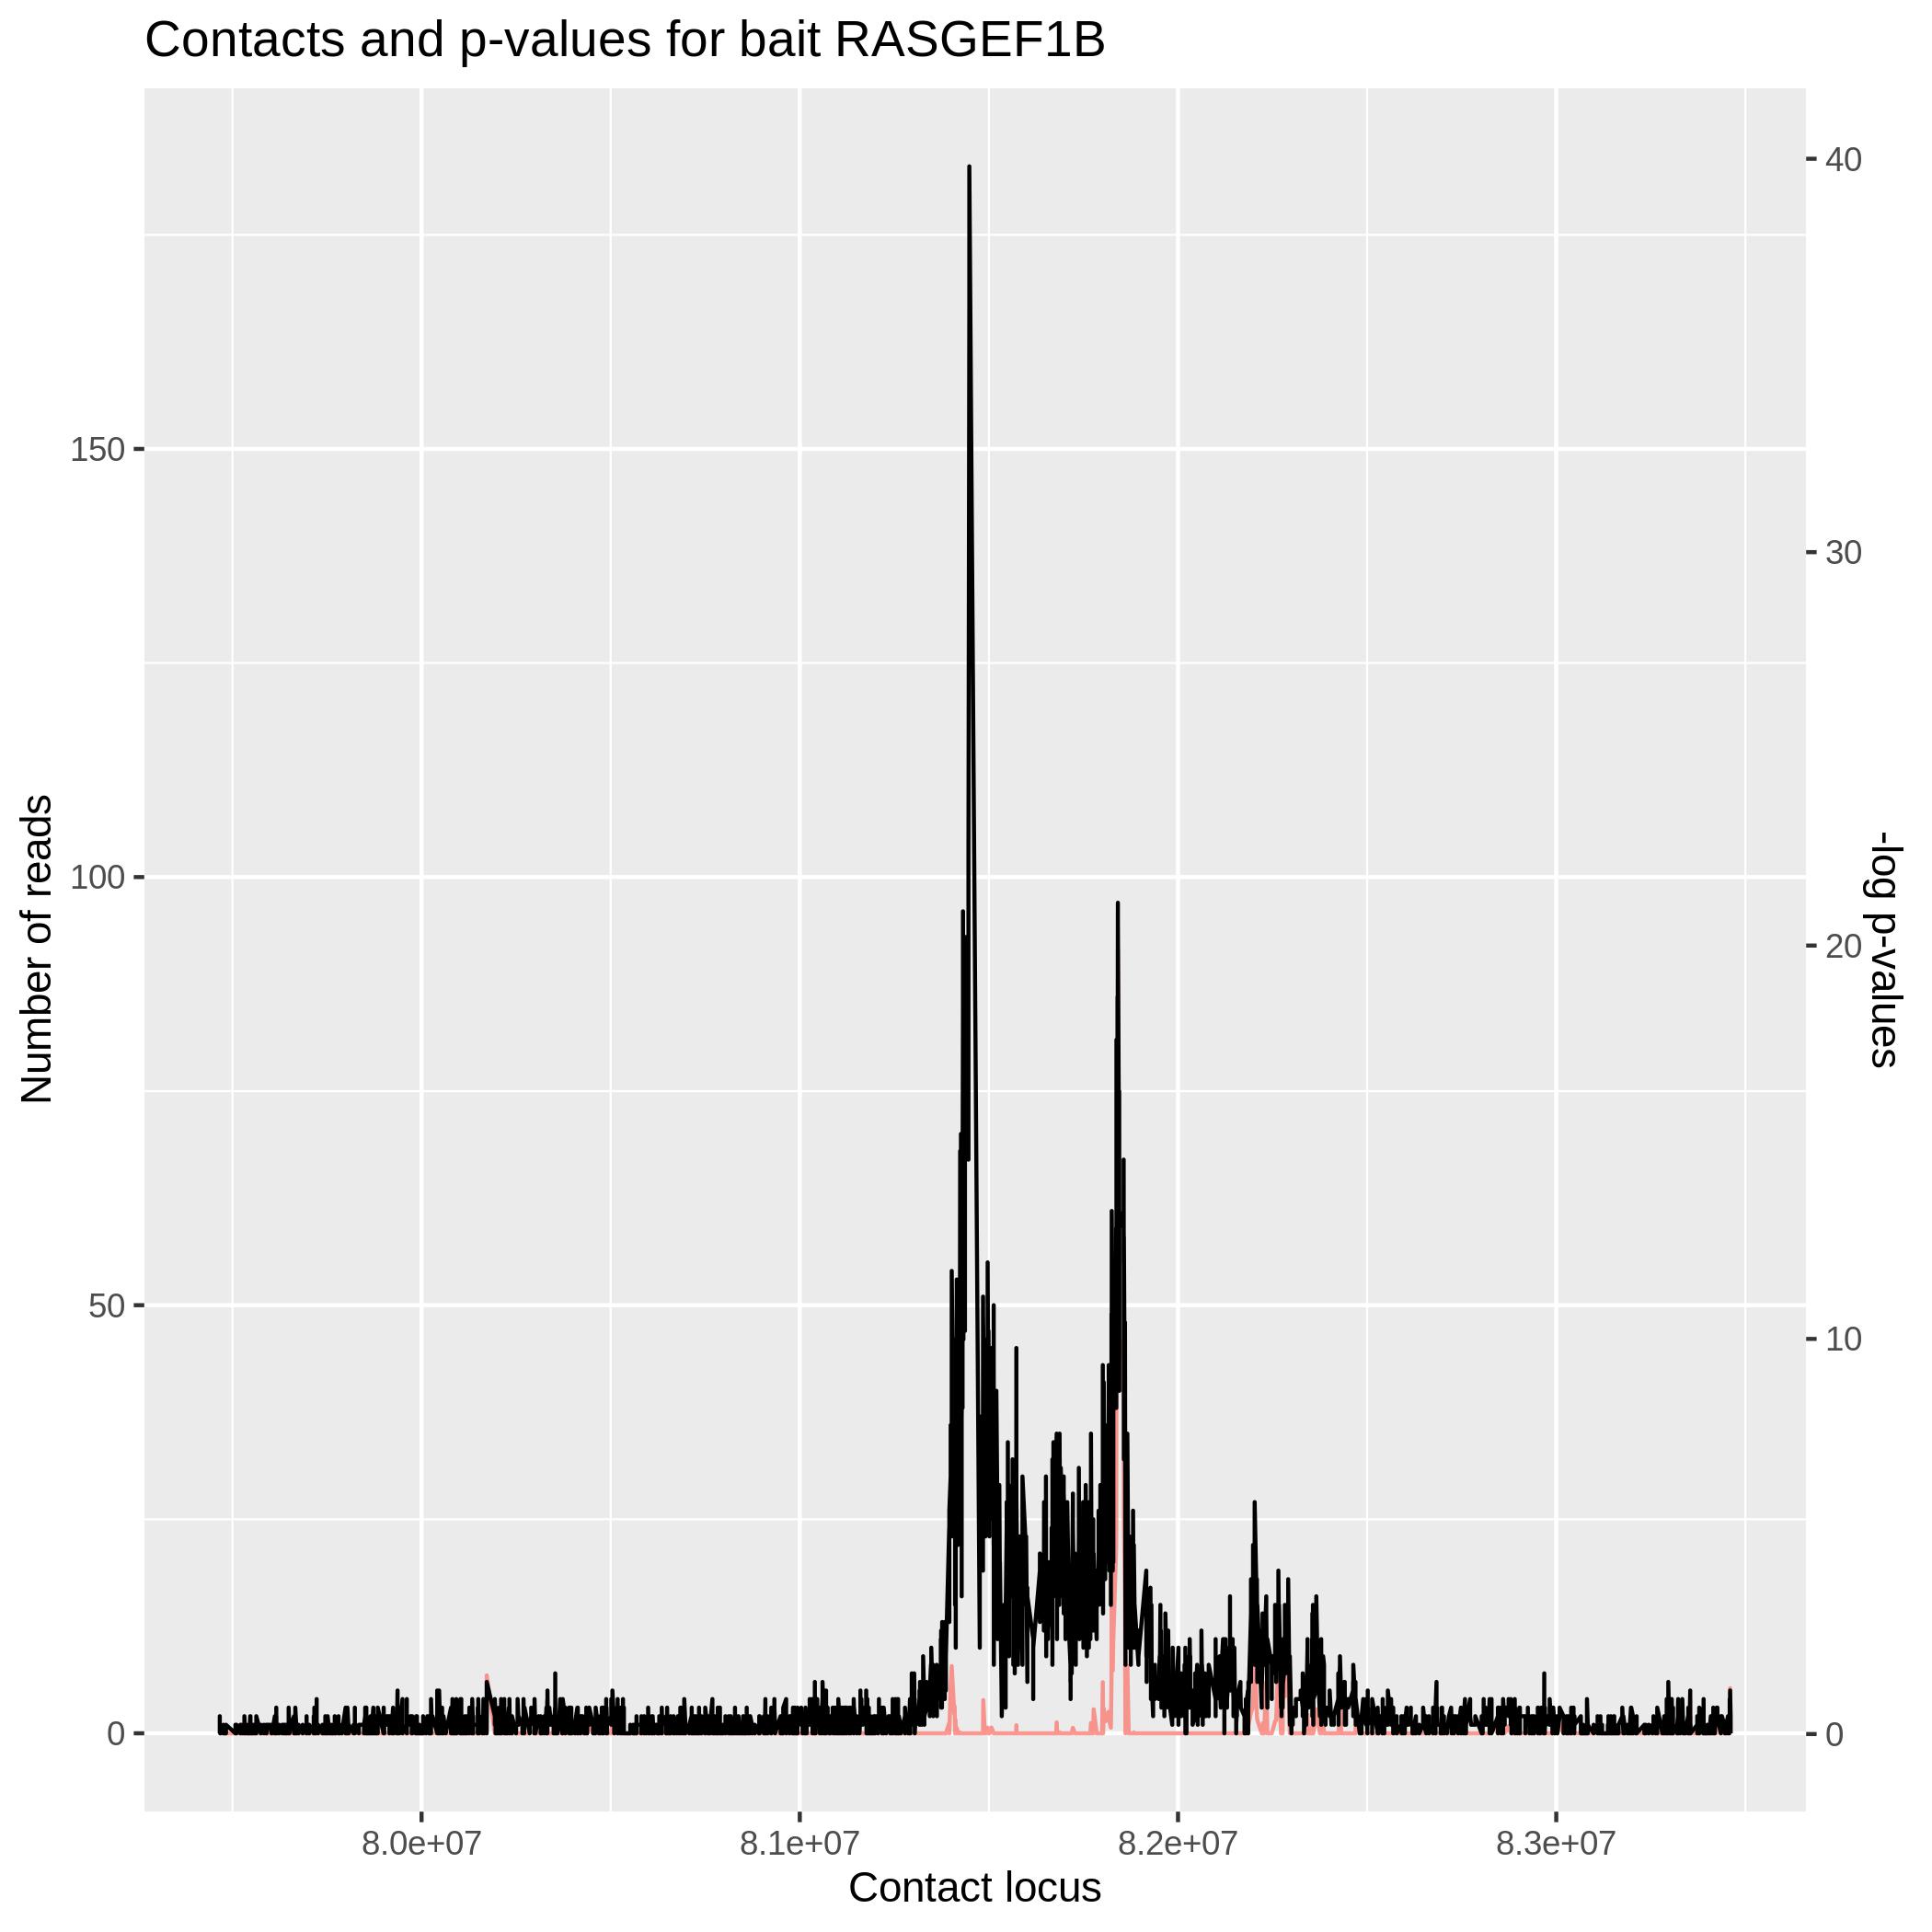 Contacts and p-values for bait RASGEF1B
40
30
20
10
0
150
100
50
0
Number of reads
-log p-values
8.0e+07 8.1e+07 8.2e+07 8.3e+07
Contact locus